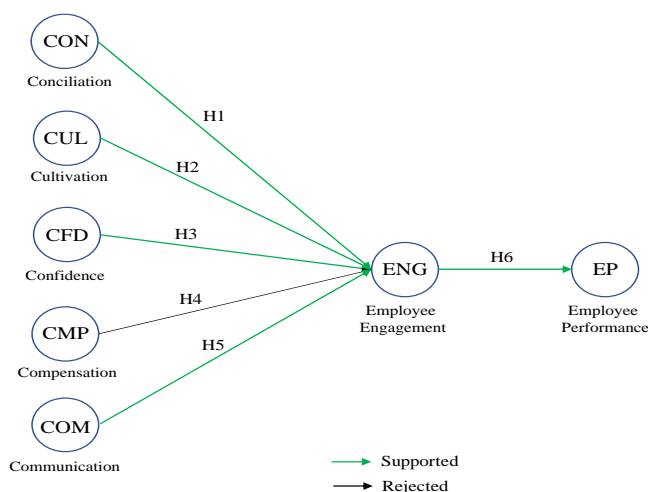 CON
Conciliation
H1
CUL
Cultivation
H2
CFD
Confidence
H3
CMP
Compensation
H4
COM
Communication
H5
ENG
Employee
Engagement
H6
EP
Employee
Performance
Supported
Rejected